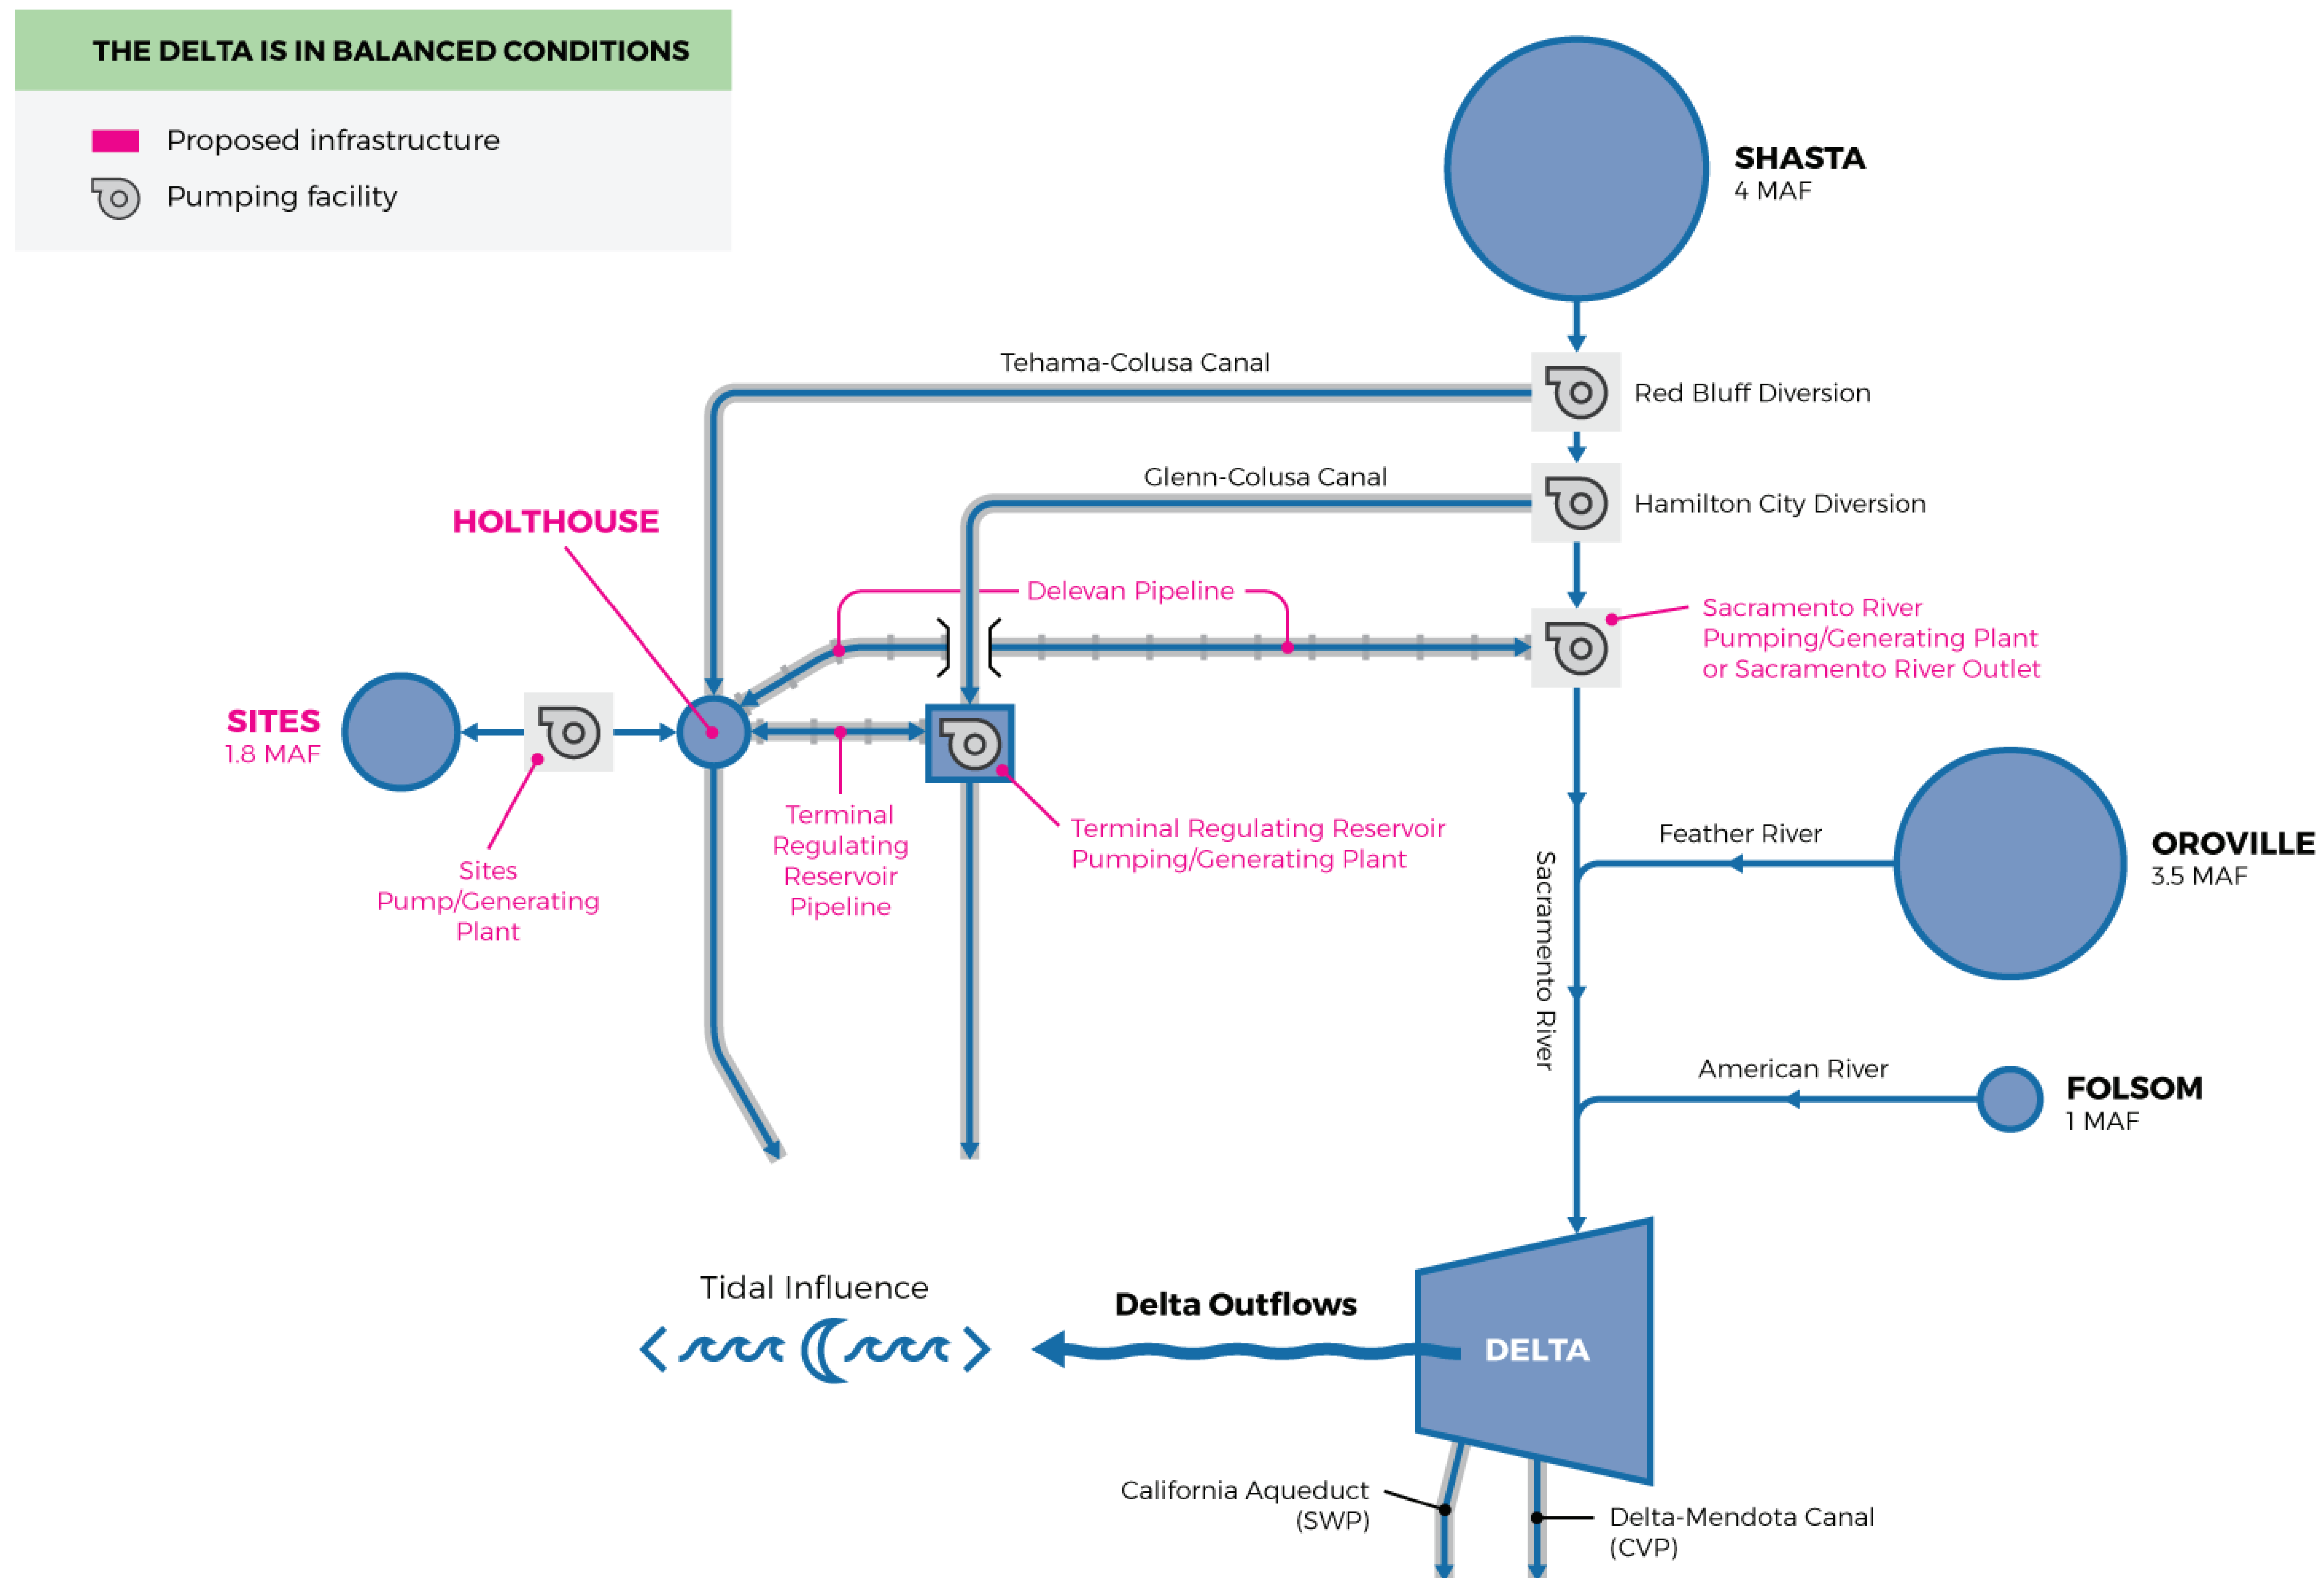 THE DELTA IS IN BALANCED CONDITIONS
Proposed infrastructure
Pumping facility
SHASTA
4 MAF
Tehama-Colusa Canal
Red Bluff Diversion
Glenn-Colusa Canal
Hamilton City Diversion
HOLTHOUSE
Delevan Pipeline
Sacramento River
Pumping/Generating Plant
or Sacramento River Outlet
SITES
1.8 MAF
Terminal
Regulating
Reservoir
Pipeline
Terminal Regulating Reservoir
Pumping/Generating Plant
Sites
Pump/Generating
Plant
Feather River
OROVILLE
3.5 MAF
Sacramento River
American River
FOLSOM
1 MAF
Tidal Influence
Delta Outflows
DELTA
California Aqueduct
(SWP)
Delta-Mendota Canal
(CVP)